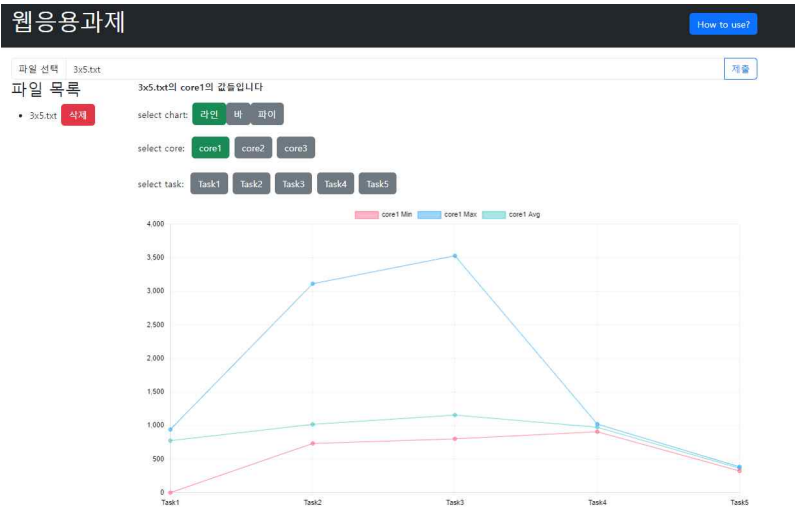 웹응용과제
How to use?
파일 선택 3x5.txt 제출
파일 목록
3x5.txt 삭제
3x5.txt의 core1의 값들입니다
select chart: 라인 바 파이
select core: core1 core2 core3
select task: Task1 Task2 Task3 Task4 Task5
core1 Min core1 Max core1 Avg
4,000
3,500
3,000
2,500
2,000
1,500
1,000
500
0
Task1 Task2 Task3 Task4 Task5